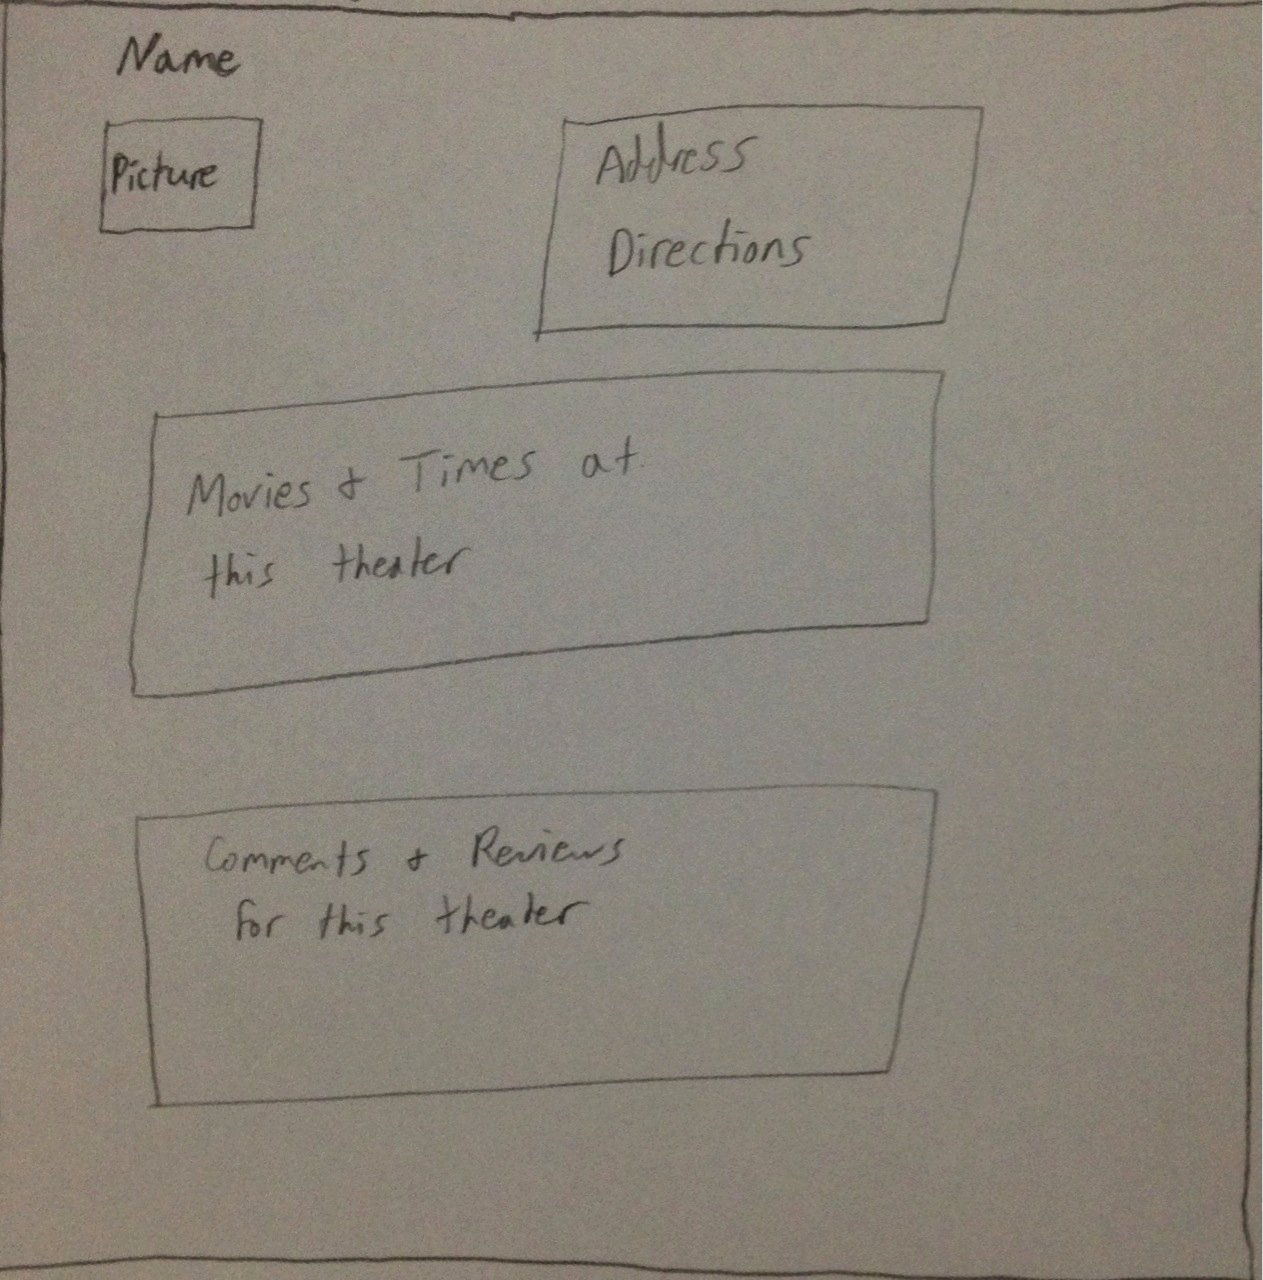 Name
Picture
Address
Directions
Movies & Times at
this theater
Comments & Reviews
for this theater